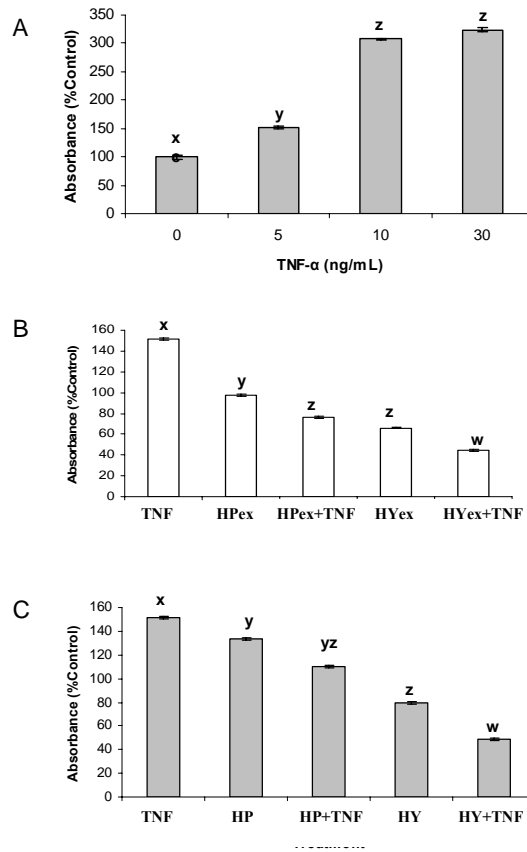 A
Absorbance (%Control)
350
300
250
200
150
100
50
0
x
y
z
z
0 5 10 30
TNF-α (ng/mL)
B
Absorbance (%Control)
160
140
120
100
80
60
40
20
0
x
y
z
z
w
TNF HPex HPex+TNF HYex HYex+TNF
C
Absorbance (%Control)
160
140
120
100
80
60
40
20
0
x
y
yz
z
w
TNF HP HP+TNF HY HY+TNF
Treatment